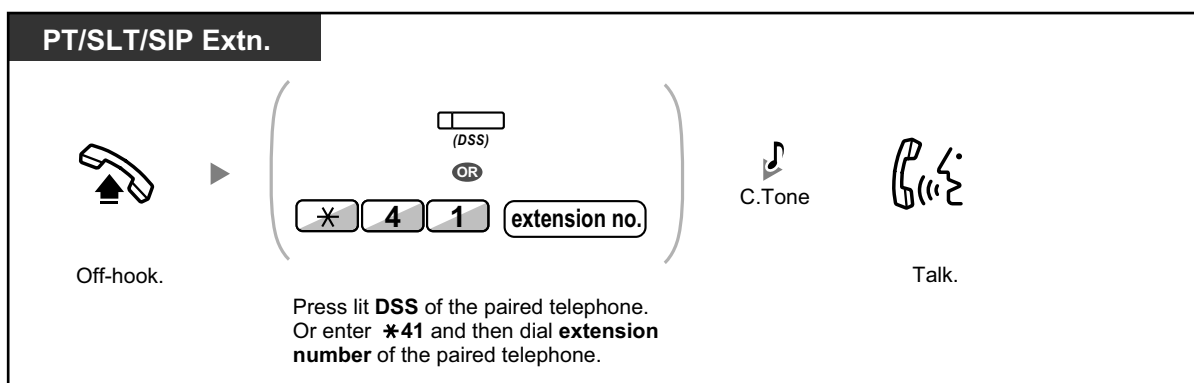 PT/SLT/SIP Extn.
(DSS)
OR
* 4 1 extension no.
C.Tone
Off-hook.
Talk.
Press lit DSS of the paired telephone.
Or enter *41 and then dial extension
number of the paired telephone.